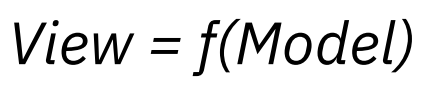 View = f(Model)